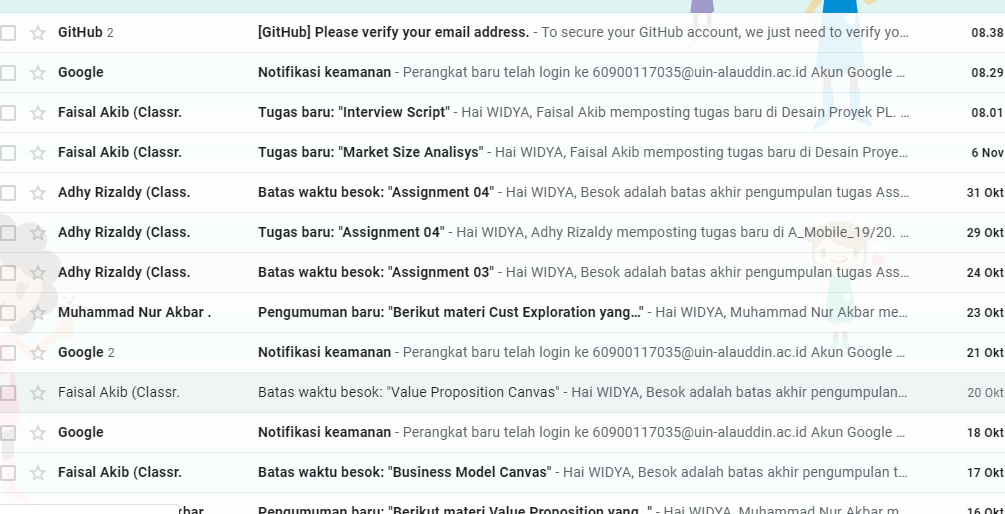 GitHub 2 [GitHub] Please verify your email address. - To secure your GitHub account, we just need to verify yo… 08.38
Google Notifikasi keamanan - Perangkat baru telah login ke 60900117035@uin-alauddin.ac.id Akun Google … 08.29
Faisal Akib (Classr. Tugas baru: "Interview Script" - Hai WIDYA, Faisal Akib memposting tugas baru di Desain Proyek PL. … 08.01
Faisal Akib (Classr. Tugas baru: "Market Size Analisys" - Hai WIDYA, Faisal Akib memposting tugas baru di Desain Proye… 6 Nov
Adhy Rizaldy (Class. Batas waktu besok: "Assignment 04" - Hai WIDYA, Besok adalah batas akhir pengumpulan tugas Ass… 31 Okt
Adhy Rizaldy (Class. Tugas baru: "Assignment 04" - Hai WIDYA, Adhy Rizaldy memposting tugas baru di A_Mobile_19/20. … 29 Okt
Adhy Rizaldy (Class. Batas waktu besok: "Assignment 03" - Hai WIDYA, Besok adalah batas akhir pengumpulan tugas Ass… 24 Okt
Muhammad Nur Akbar . Pengumuman baru: "Berikut materi Cust Exploration yang…" - Hai WIDYA, Muhammad Nur Akbar me… 23 Okt
Google 2 Notifikasi keamanan - Perangkat baru telah login ke 60900117035@uin-alauddin.ac.id Akun Google … 21 Okt
Faisal Akib (Classr. Batas waktu besok: "Value Proposition Canvas" - Hai WIDYA, Besok adalah batas akhir pengumpulan… 20 Okt
Google Notifikasi keamanan - Perangkat baru telah login ke 60900117035@uin-alauddin.ac.id Akun Google … 18 Okt
Faisal Akib (Classr. Batas waktu besok: "Business Model Canvas" - Hai WIDYA, Besok adalah batas akhir pengumpulan t… 17 Okt
Pengumuman baru: "Berikut materi Value Proposition yang…" - Hai WIDYA, Muhammad Nur Akbar m… 16 Okt